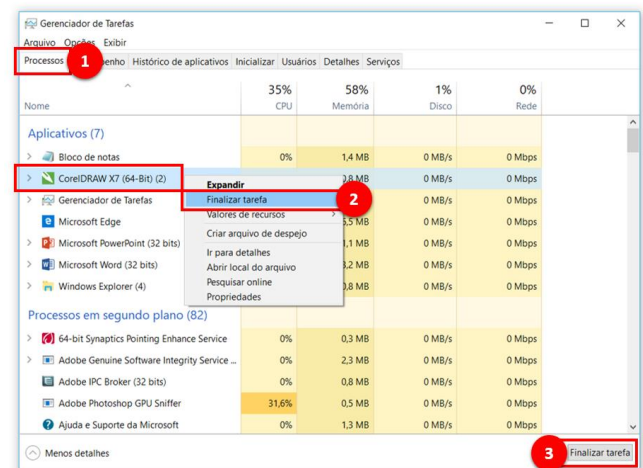 Gerenciador de Tarefas
Arquivo Opções Exibir
Processos 1 Histórico de aplicativos Inicializar Usuários Detalhes Serviços
35% 58% 1% 0%
Nome CPU Memória Disco Rede
Aplicativos (7)
Bloco de notas 0% 1,4 MB 0 MB/s 0 Mbps
CorelDRAW X7 (64-Bit) (2) 0 MB/s 0 Mbps
Expandir
Gerenciador de Tarefas 0 MB/s 0 Mbps
Finalizar tarefa 2
Microsoft Edge 0 MB/s 0 Mbps
Valores de recursos
Criar arquivo de despejo
Microsoft PowerPoint (32 bits) 0 MB/s 0 Mbps
Ir para detalhes
Microsoft Word (32 bits) 0 MB/s 0 Mbps
Abrir local do arquivo
Pesquisar online
Windows Explorer (4) 0 MB/s 0 Mbps
Propriedades
Processos em segundo plano (82)
64-bit Synaptics Pointing Enhance Service 0% 0,3 MB 0 MB/s 0 Mbps
Adobe Genuine Software Integrity Service ... 0% 2,3 MB 0 MB/s 0 Mbps
Adobe IPC Broker (32 bits) 0% 0,8 MB 0 MB/s 0 Mbps
Adobe Photoshop GPU Sniffer 31,6% 0,5 MB 0 MB/s 0 Mbps
Ajuda e Suporte da Microsoft 0% 1,3 MB 0 MB/s 0 Mbps
Menos detalhes 3 Finalizar tarefa